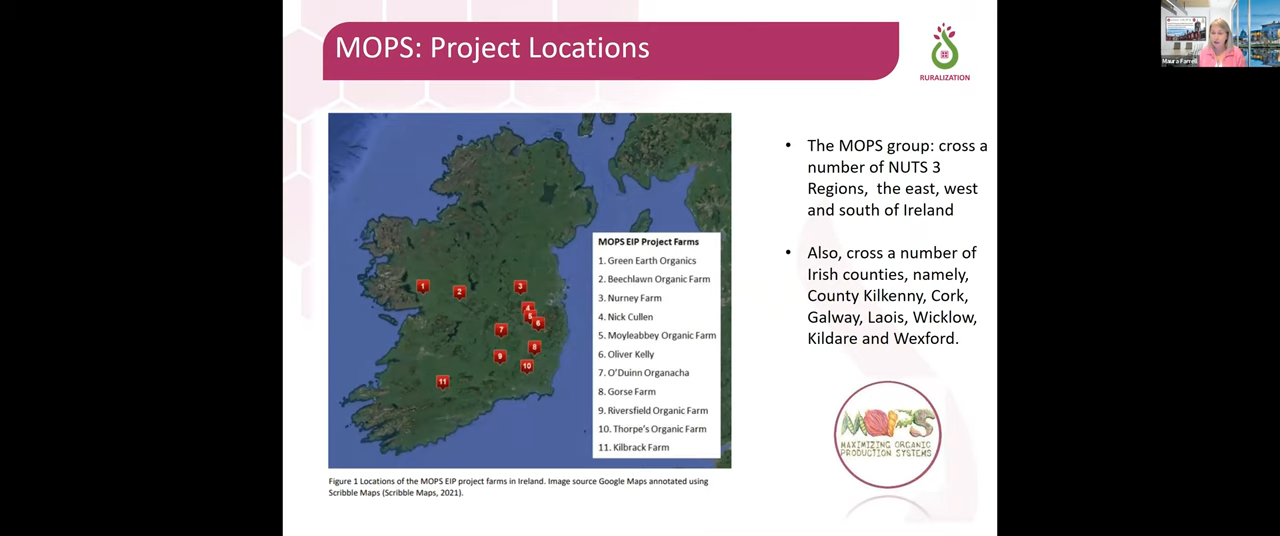 MOPS: Project Locations
RURALIZATION
Maura Farrell
MOPS EIP Project Farms
1. Green Earth Organics
2. Beechlawn Organic Farm
3. Nurney Farm
4. Nick Cullen
5. Moyleabbey Organic Farm
6. Oliver Kelly
7. O'Duinn Organacha
8. Gorse Farm
9. Riversfield Organic Farm
10. Thorpe's Organic Farm
11. Kilbrack Farm
1
2
3
4
5
6
7
8
9
10
11
Figure 1 Locations of the MOPS EIP project farms in Ireland. Image source Google Maps annotated using
Scribble Maps (Scribble Maps, 2021).
• The MOPS group: cross a
number of NUTS 3
Regions, the east, west
and south of Ireland
• Also, cross a number of
Irish counties, namely,
County Kilkenny, Cork,
Galway, Laois, Wicklow,
Kildare and Wexford.
MOPS
MAXIMIZING ORGANIC
PRODUCTION SYSTEMS